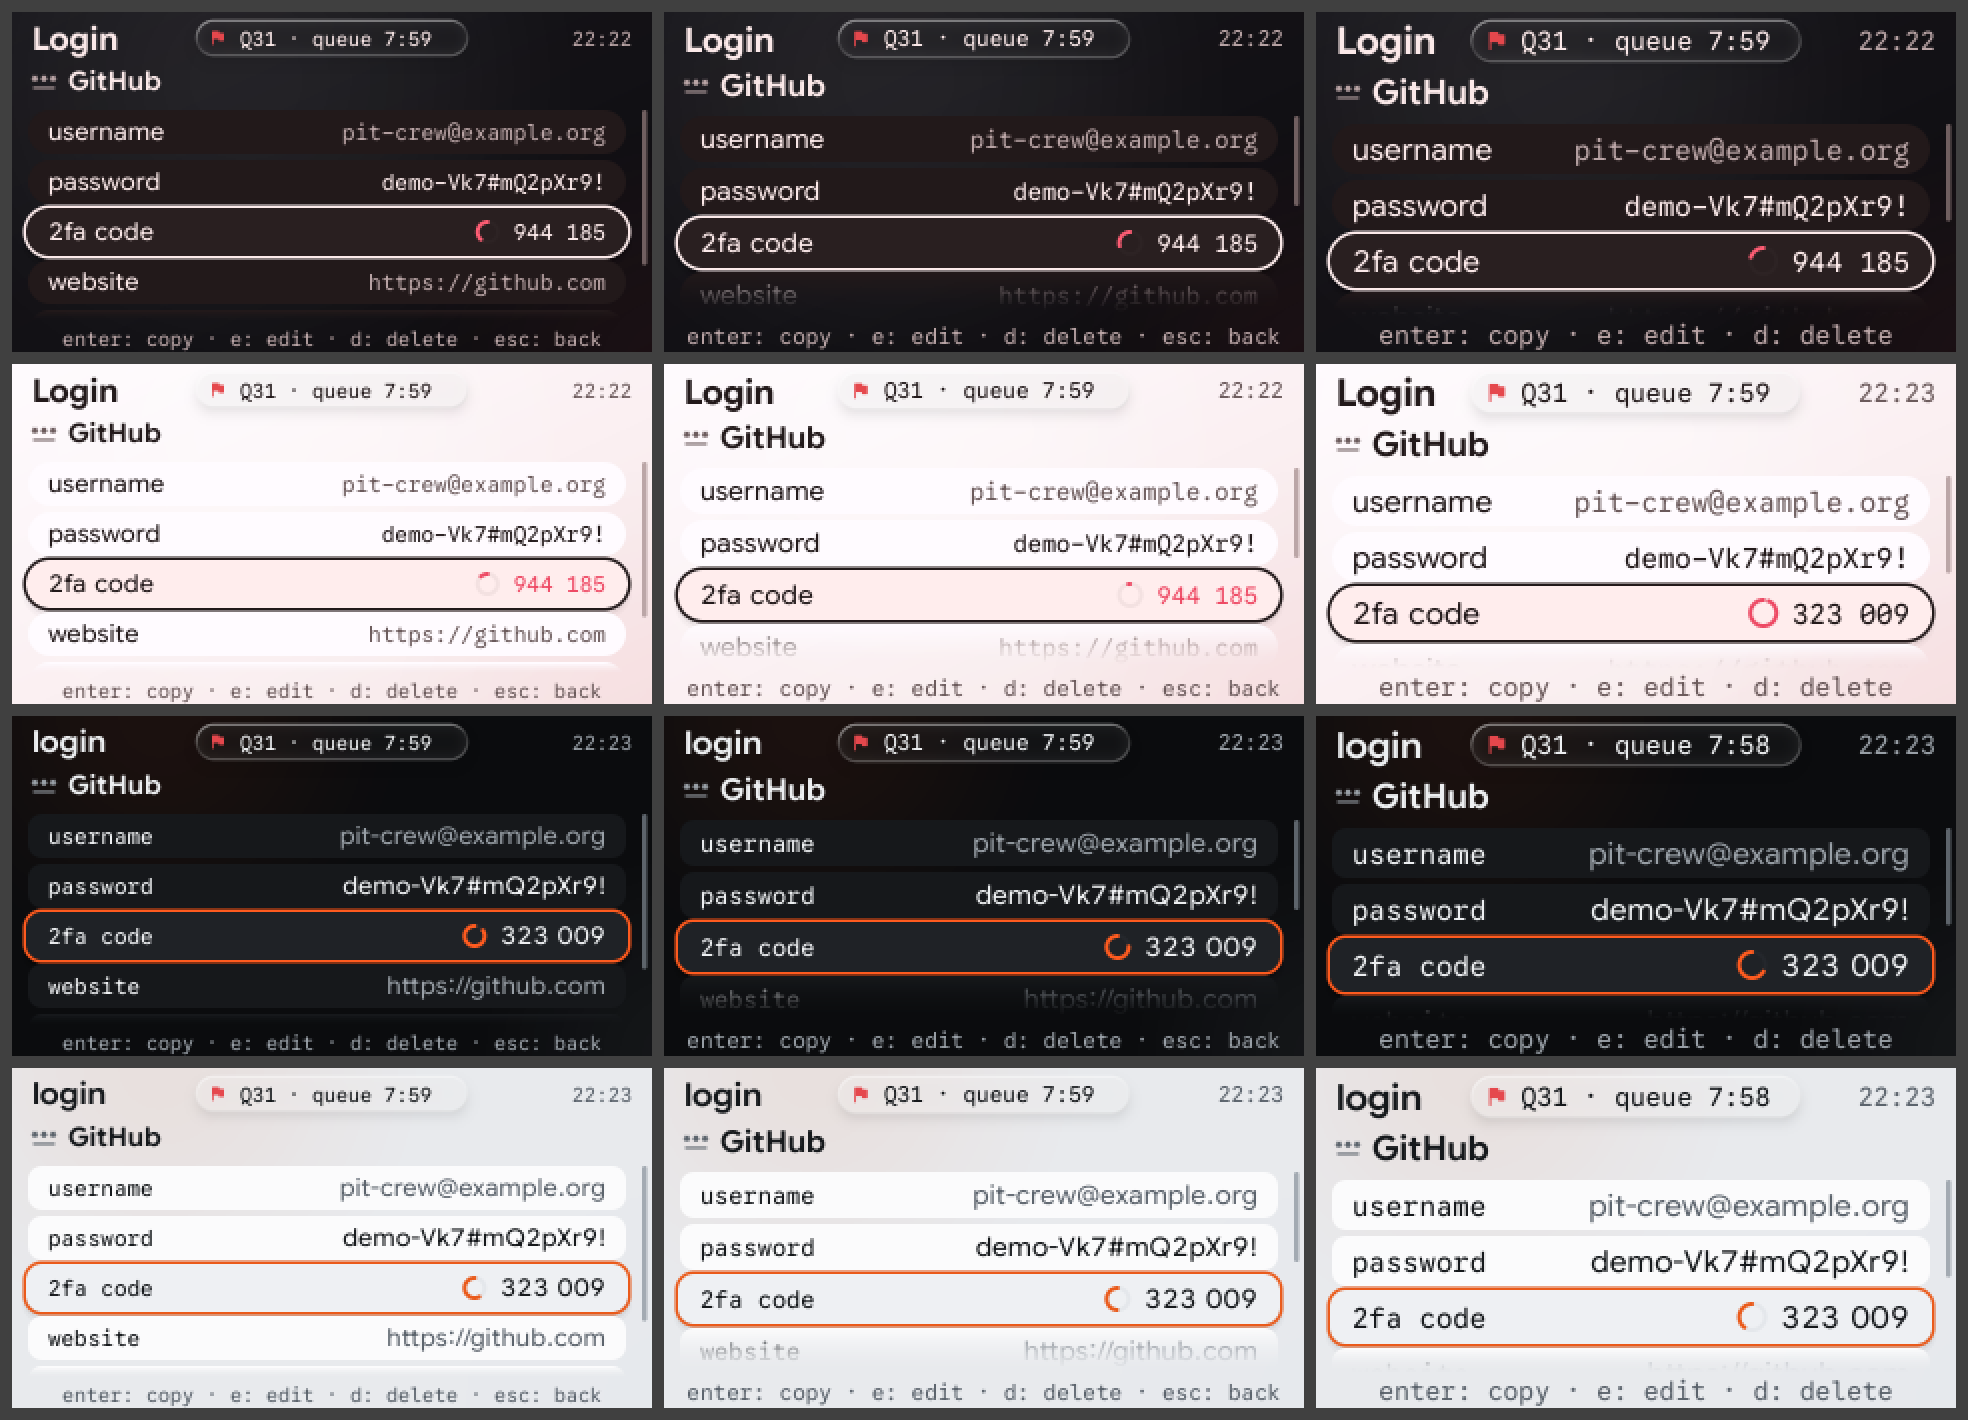 Login
Q31 · queue 7:59
22:22
GitHub
username pit-crew@example.org
password demo-Vk7#mQ2pXr9!
2fa code 944 185
website https://github.com
enter: copy · e: edit · d: delete · esc: back
Login
Q31 · queue 7:59
22:22
GitHub
username pit-crew@example.org
password demo-Vk7#mQ2pXr9!
2fa code 944 185
website https://github.com
enter: copy · e: edit · d: delete · esc: back
Login
Q31 · queue 7:59
22:22
GitHub
username pit-crew@example.org
password demo-Vk7#mQ2pXr9!
2fa code 944 185
enter: copy · e: edit · d: delete
Login
Q31 · queue 7:59
22:22
GitHub
username pit-crew@example.org
password demo-Vk7#mQ2pXr9!
2fa code 944 185
website https://github.com
enter: copy · e: edit · d: delete · esc: back
Login
Q31 · queue 7:59
22:22
GitHub
username pit-crew@example.org
password demo-Vk7#mQ2pXr9!
2fa code 944 185
website https://github.com
enter: copy · e: edit · d: delete · esc: back
Login
Q31 · queue 7:59
22:23
GitHub
username pit-crew@example.org
password demo-Vk7#mQ2pXr9!
2fa code 323 009
enter: copy · e: edit · d: delete
login
Q31 · queue 7:59
22:23
GitHub
username pit-crew@example.org
password demo-Vk7#mQ2pXr9!
2fa code 323 009
website https://github.com
enter: copy · e: edit · d: delete · esc: back
login
Q31 · queue 7:59
22:23
GitHub
username pit-crew@example.org
password demo-Vk7#mQ2pXr9!
2fa code 323 009
website https://github.com
enter: copy · e: edit · d: delete · esc: back
login
Q31 · queue 7:58
22:23
GitHub
username pit-crew@example.org
password demo-Vk7#mQ2pXr9!
2fa code 323 009
enter: copy · e: edit · d: delete
login
Q31 · queue 7:59
22:23
GitHub
username pit-crew@example.org
password demo-Vk7#mQ2pXr9!
2fa code 323 009
website https://github.com
enter: copy · e: edit · d: delete · esc: back
login
Q31 · queue 7:59
22:23
GitHub
username pit-crew@example.org
password demo-Vk7#mQ2pXr9!
2fa code 323 009
website https://github.com
enter: copy · e: edit · d: delete · esc: back
login
Q31 · queue 7:58
22:23
GitHub
username pit-crew@example.org
password demo-Vk7#mQ2pXr9!
2fa code 323 009
enter: copy · e: edit · d: delete